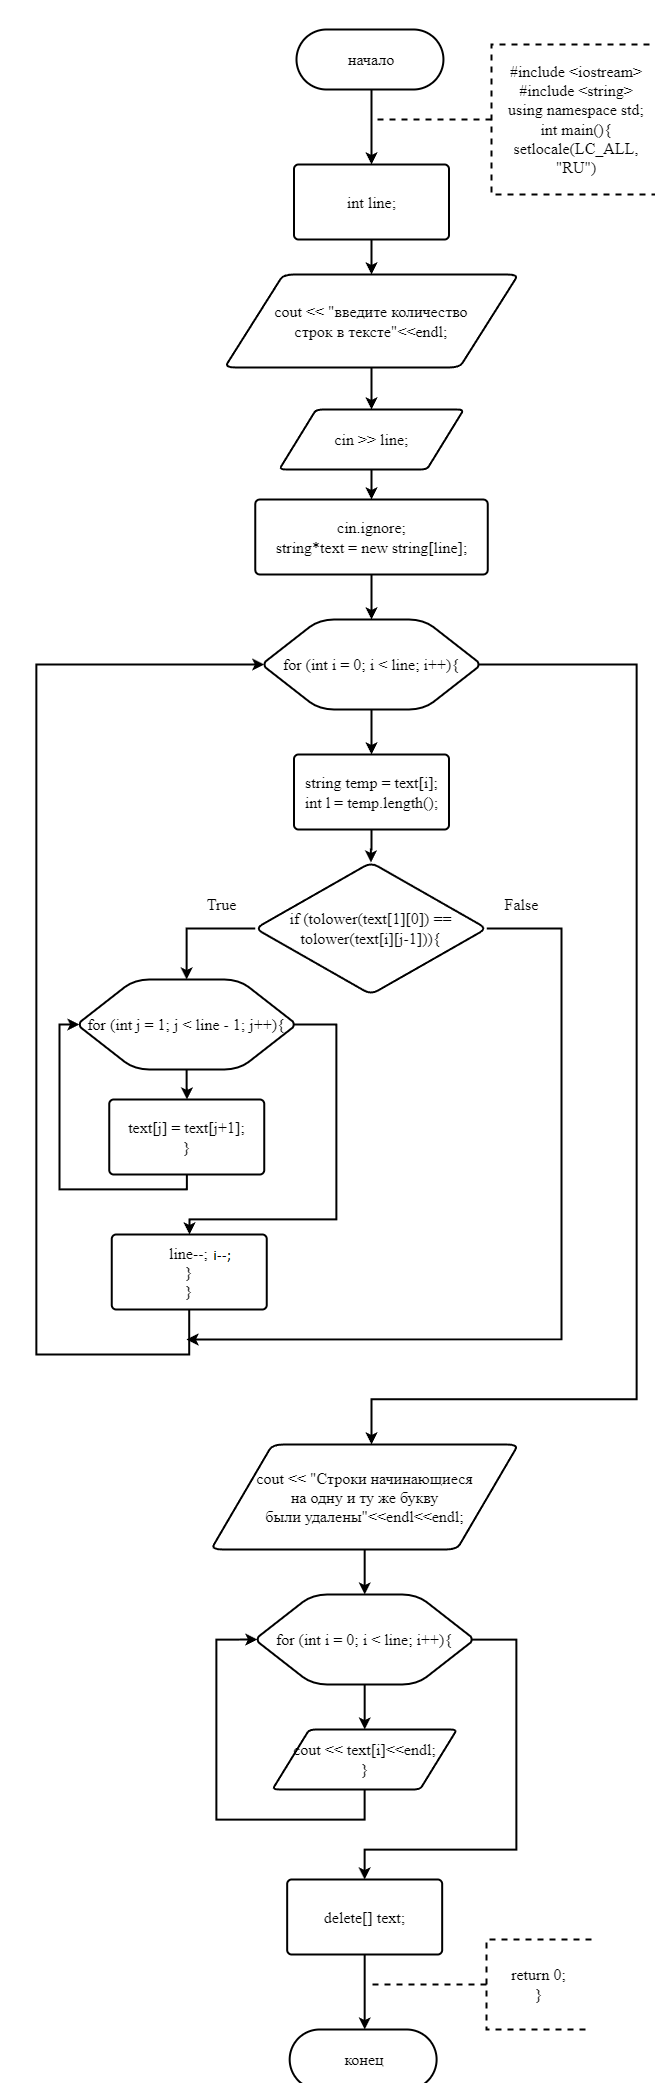 начало
#include <iostream>
#include <string>
using namespace std;
int main(){
setlocale(LC_ALL,
"RU")
int line;
cout << "введите количество
строк в тексте"<<endl;
cin >> line;
cin.ignore;
string*text = new string[line];
for (int i = 0; i < line; i++){
string temp = text[i];
int l = temp.length();
True
False
if (tolower(text[1][0]) ==
tolower(text[i][j-1])){
for (int j = 1; j < line - 1; j++){
text[j] = text[j+1];
}
line--; i--;
}
}
cout << "Строки начинающиеся
на одну и ту же букву
были удалены"<<endl<<endl;
for (int i = 0; i < line; i++){
cout << text[i]<<endl;
}
delete[] text;
return 0;
}
конец